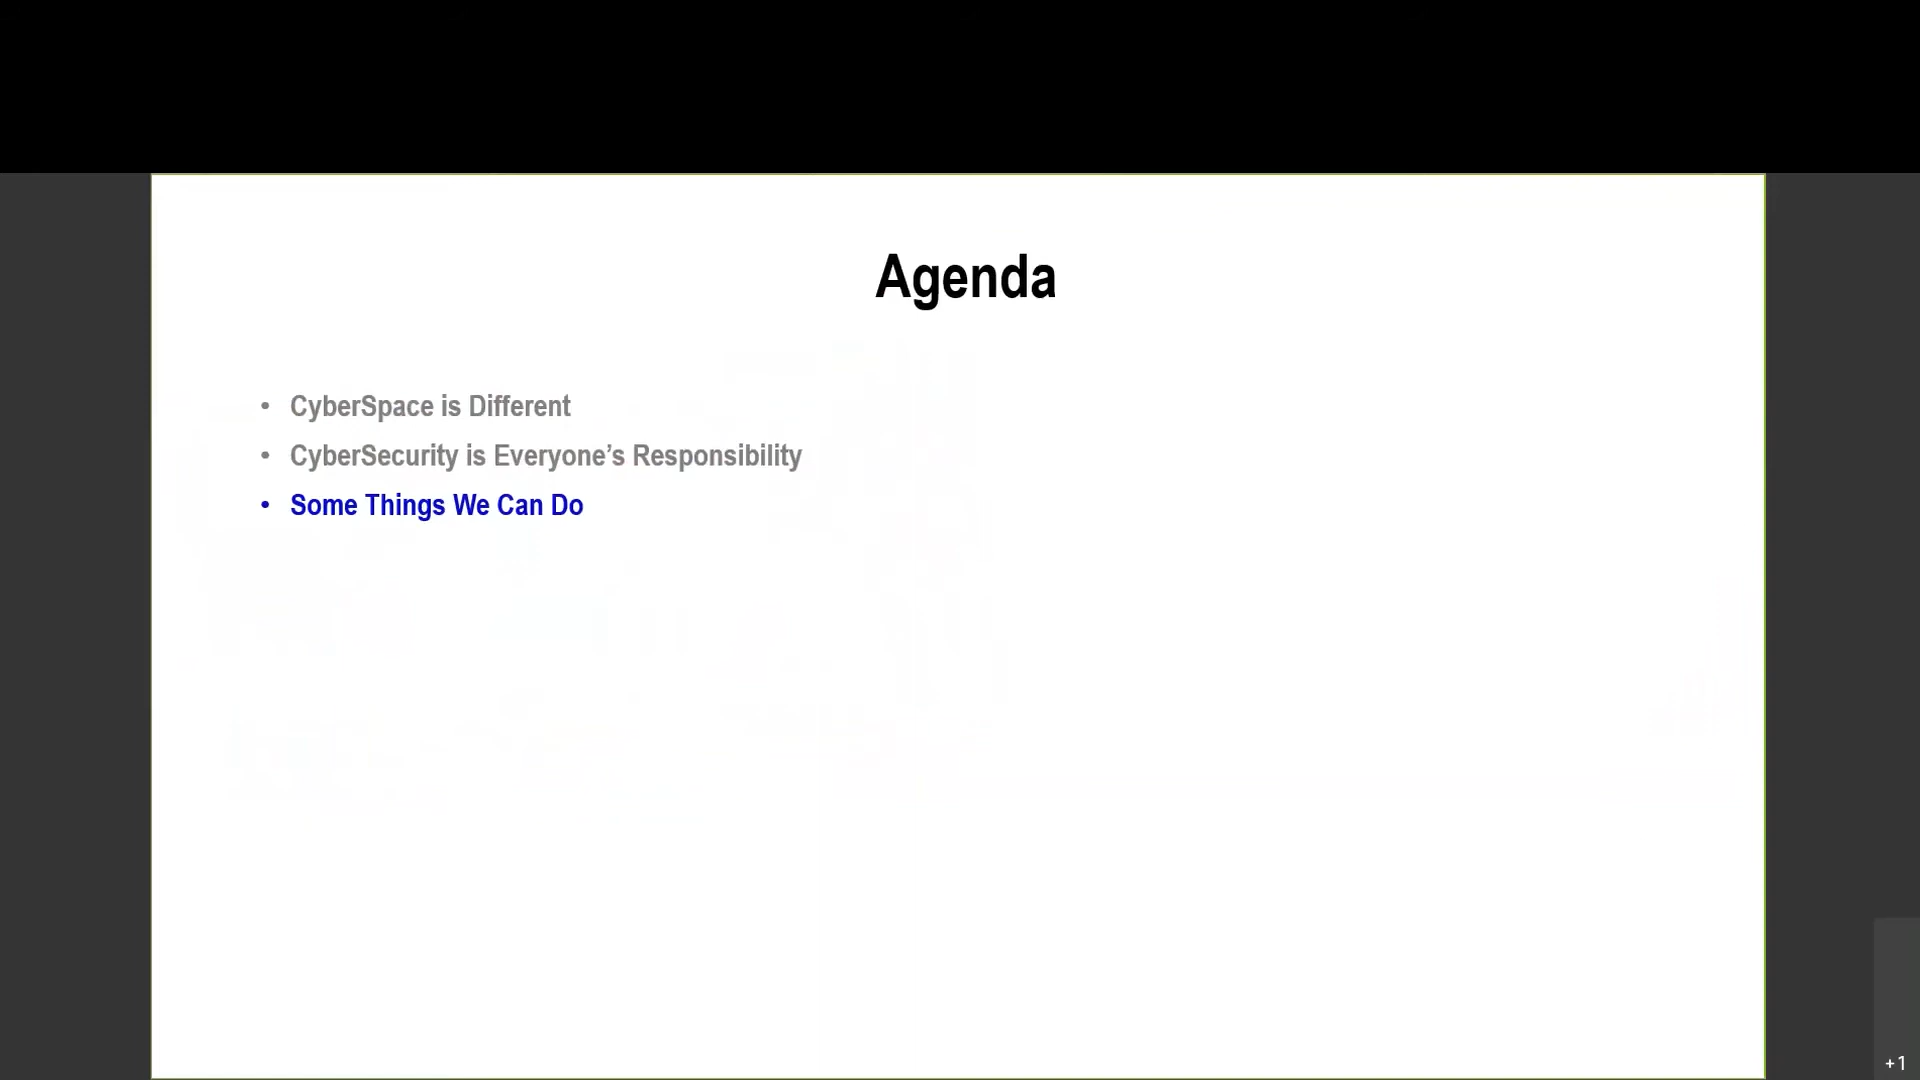 Agenda
• CyberSpace is Different
• CyberSecurity is Everyone’s Responsibility
• Some Things We Can Do
+1